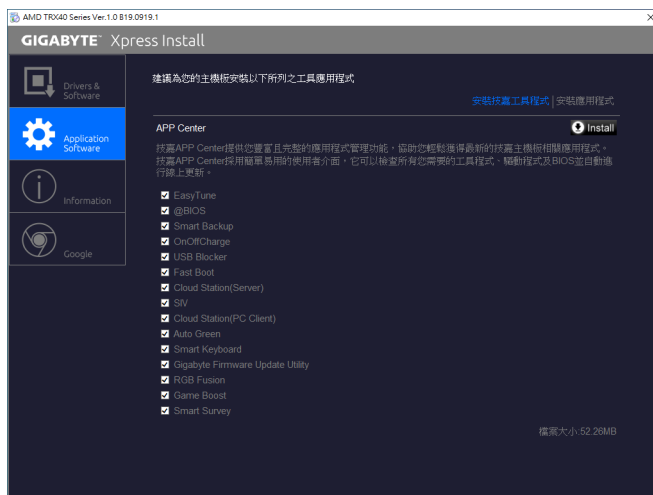 AMD TRX40 Series Ver.1.0 B19.0919.1
GIGABYTE™ Xpress Install
Drivers &
Software
Application
Software
Information
Google
建議為您的主機板安裝以下所列之工具應用程式
安裝技嘉工具程式 | 安裝應用程式
APP Center
Install
技嘉APP Center提供您豐富且完整的應用程式管理功能，協助您輕鬆獲得最新的技嘉主機板相關應用程式。
技嘉APP Center採用簡單易用的使用者介面，它可以檢查所有您需要的工具程式、驅動程式及BIOS並自動進
行線上更新。
EasyTune
@BIOS
Smart Backup
OnOffCharge
USB Blocker
Fast Boot
Cloud Station(Server)
SIV
Cloud Station(PC Client)
Auto Green
Smart Keyboard
Gigabyte Firmware Update Utility
RGB Fusion
Game Boost
Smart Survey
檔案大小:52.26MB